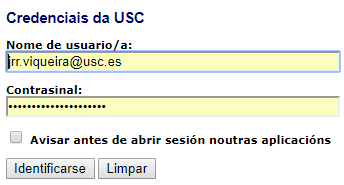 Credenciais da USC
Nome de usuario/a:
jrr.viqueira@usc.es
Contrasinal:
••••••••••••••••••••
Avisar antes de abrir sesión noutras aplicacións
Identificarse Limpar